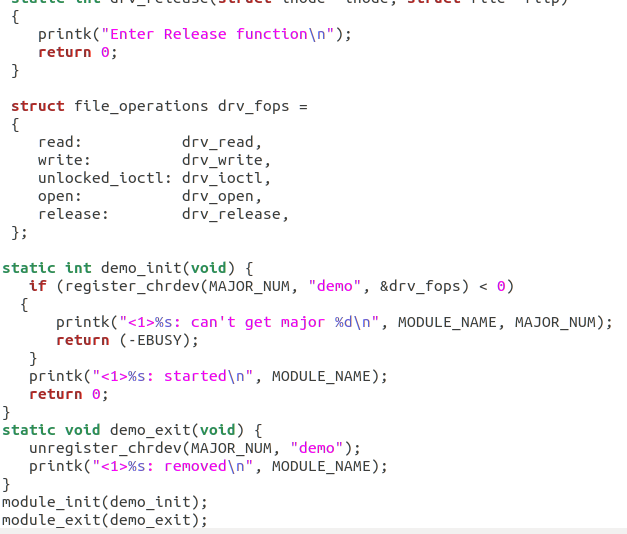 static int drv_release(struct inode *inode, struct file *filp)
{
   printk("Enter Release function\n");
   return 0;
}

struct file_operations drv_fops =
{
   read:           drv_read,
   write:          drv_write,
   unlocked_ioctl: drv_ioctl,
   open:           drv_open,
   release:        drv_release,
};

static int demo_init(void) {
   if (register_chrdev(MAJOR_NUM, "demo", &drv_fops) < 0)
  {
      printk("<1>%s: can't get major %d\n", MODULE_NAME, MAJOR_NUM);
      return (-EBUSY);
   }
   printk("<1>%s: started\n", MODULE_NAME);
   return 0;
}
static void demo_exit(void) {
   unregister_chrdev(MAJOR_NUM, "demo");
   printk("<1>%s: removed\n", MODULE_NAME);
}
module_init(demo_init);
module_exit(demo_exit);